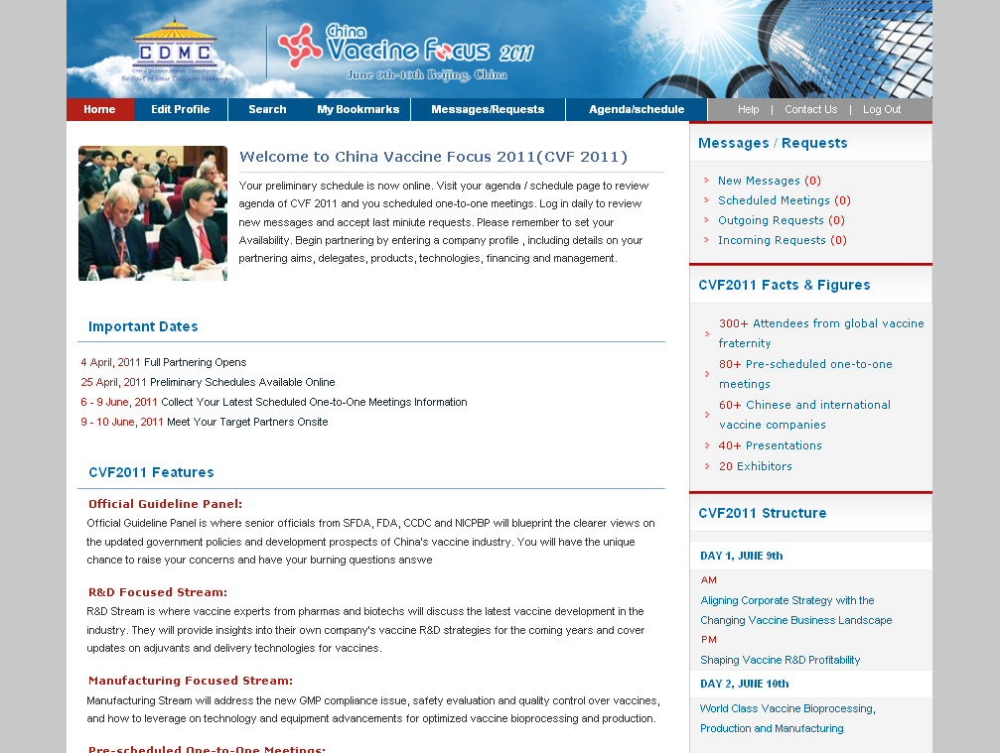 CDMC
China Decision Makers Consultancy
Be Part of Your Decision Making
China
Vaccine Focus 2011
June 9th-10th Beijing, China
Home
Edit Profile
Search
My Bookmarks
Messages/Requests
Agenda/schedule
Help | Contact Us | Log Out
Welcome to China Vaccine Focus 2011(CVF 2011)
Your preliminary schedule is now online. Visit your agenda / schedule page to review
agenda of CVF 2011 and you scheduled one-to-one meetings. Log in daily to review
new messages and accept last miniute requests. Please remember to set your
Availability. Begin partnering by entering a company profile , including details on your
partnering aims, delegates, products, technologies, financing and management.
Important Dates
4 April, 2011 Full Partnering Opens
25 April, 2011 Preliminary Schedules Available Online
6 - 9 June, 2011 Collect Your Latest Scheduled One-to-One Meetings Information
9 - 10 June, 2011 Meet Your Target Partners Onsite
CVF2011 Features
Official Guideline Panel:
Official Guideline Panel is where senior officials from SFDA, FDA, CCDC and NICPBP will blueprint the clearer views on
the updated government policies and development prospects of China's vaccine industry. You will have the unique
chance to raise your concerns and have your burning questions answe
R&D Focused Stream:
R&D Stream is where vaccine experts from pharmas and biotechs will discuss the latest vaccine development in the
industry. They will provide insights into their own company's vaccine R&D strategies for the coming years and cover
updates on adjuvants and delivery technologies for vaccines.
Manufacturing Focused Stream:
Manufacturing Stream will address the new GMP compliance issue, safety evaluation and quality control over vaccines,
and how to leverage on technology and equipment advancements for optimized vaccine bioprocessing and production.
Pre-scheduled One-to-One Meetings:
Messages / Requests
New Messages (0)
Scheduled Meetings (0)
Outgoing Requests (0)
Incoming Requests (0)
CVF2011 Facts & Figures
300+ Attendees from global vaccine
fraternity
80+ Pre-scheduled one-to-one
meetings
60+ Chinese and international
vaccine companies
40+ Presentations
20 Exhibitors
CVF2011 Structure
DAY 1, JUNE 9th
AM
Aligning Corporate Strategy with the
Changing Vaccine Business Landscape
PM
Shaping Vaccine R&D Profitability
DAY 2, JUNE 10th
World Class Vaccine Bioprocessing,
Production and Manufacturing